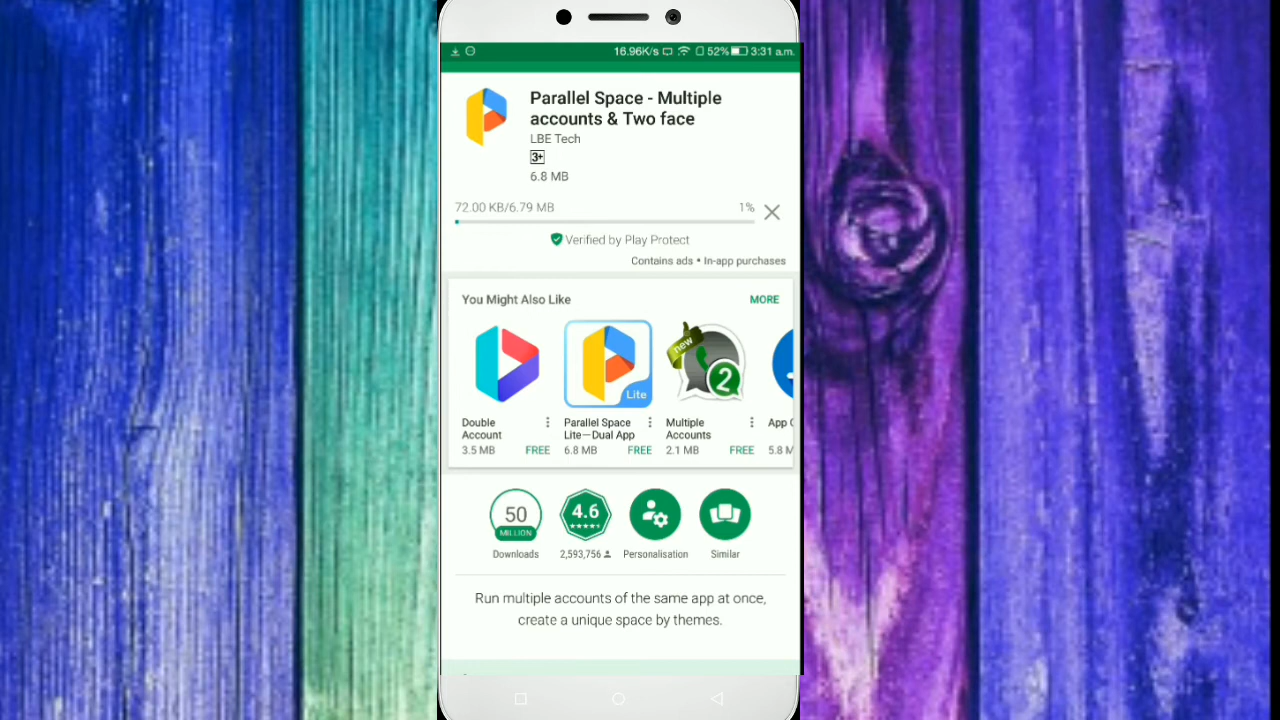 16.96K/s 52% 3:31 a.m.
Parallel Space - Multiple
accounts & Two face
LBE Tech
3+
6.8 MB
72.00 KB/6.79 MB 1%
Verified by Play Protect
Contains ads • In-app purchases
You Might Also Like MORE
new
2
Lite
Double
Account
3.5 MB FREE
Parallel Space
Lite—Dual App
6.8 MB FREE
Multiple
Accounts
2.1 MB FREE
App
5.8 M
50
MILLION
Downloads
4.6
2,593,756
Personalisation
Similar
Run multiple accounts of the same app at once,
create a unique space by themes.